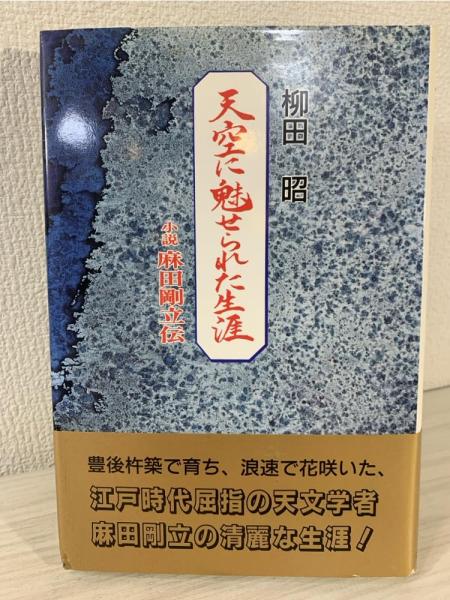 柳田 昭
天空に魅せられた生涯
小説 麻田剛立伝
豊後杵築で育ち、浪速で花咲いた、
江戸時代屈指の天文学者
麻田剛立の清麗な生涯!